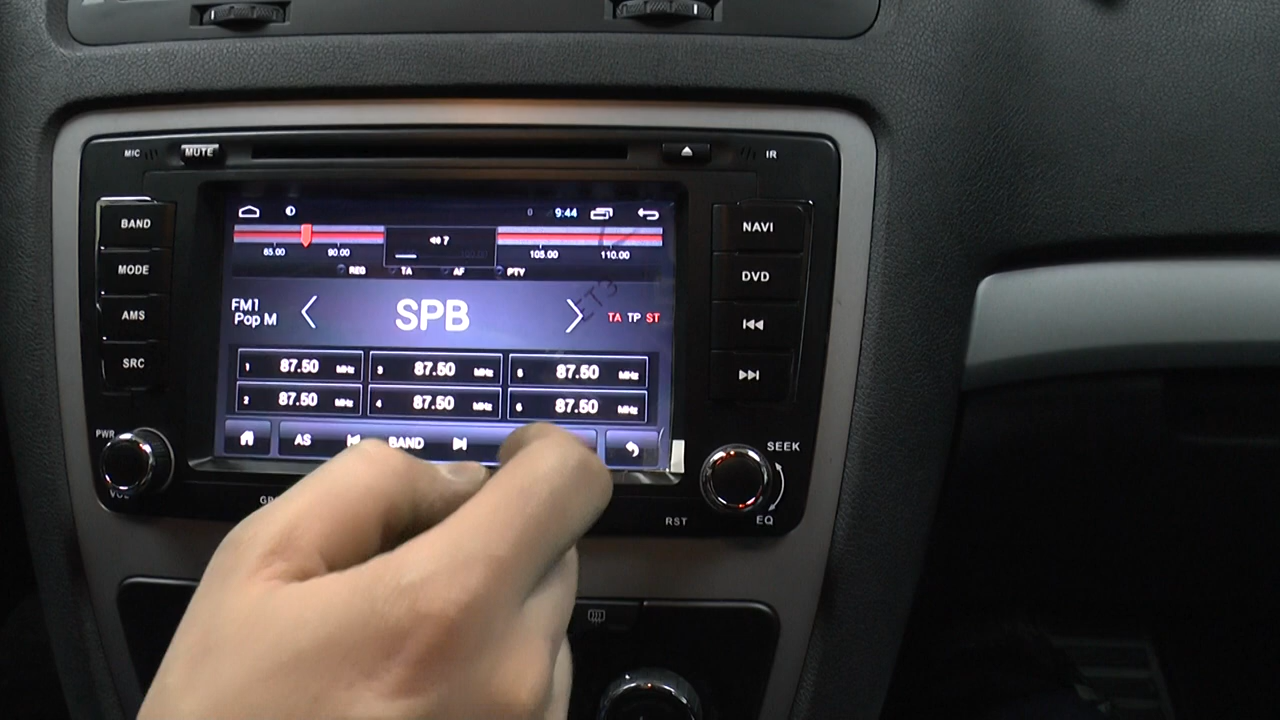 MIC
MUTE
IR
BAND
MODE
AMS
SRC
PWR
VOL
9:44
7
85.00 90.00 105.00 110.00
REG TA AF PTY
FM1
Pop M
SPB
TA TP ST
1 87.50 MHz 3 87.50 MHz 5 87.50 MHz
2 87.50 MHz 4 87.50 MHz 6 87.50 MHz
AS BAND
NAVI
DVD
SEEK
EQ
RST